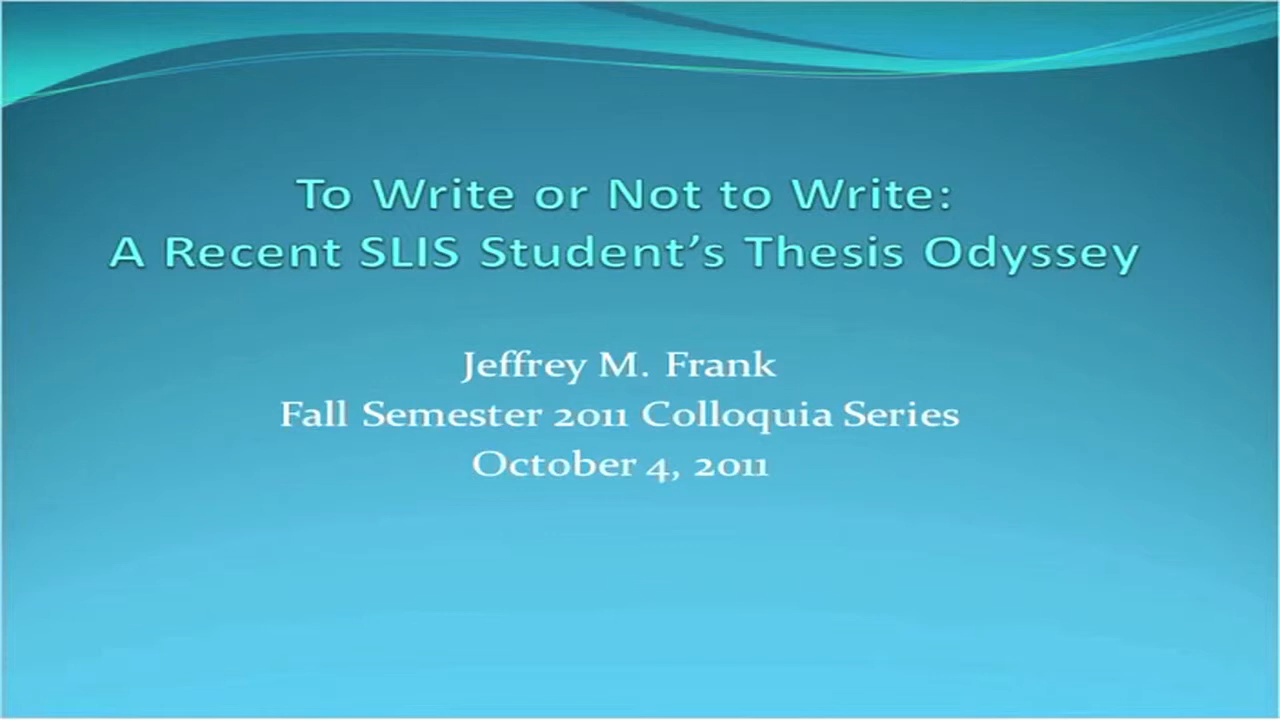 To Write or Not to Write:
A Recent SLIS Student’s Thesis Odyssey
Jeffrey M. Frank
Fall Semester 2011 Colloquia Series
October 4, 2011